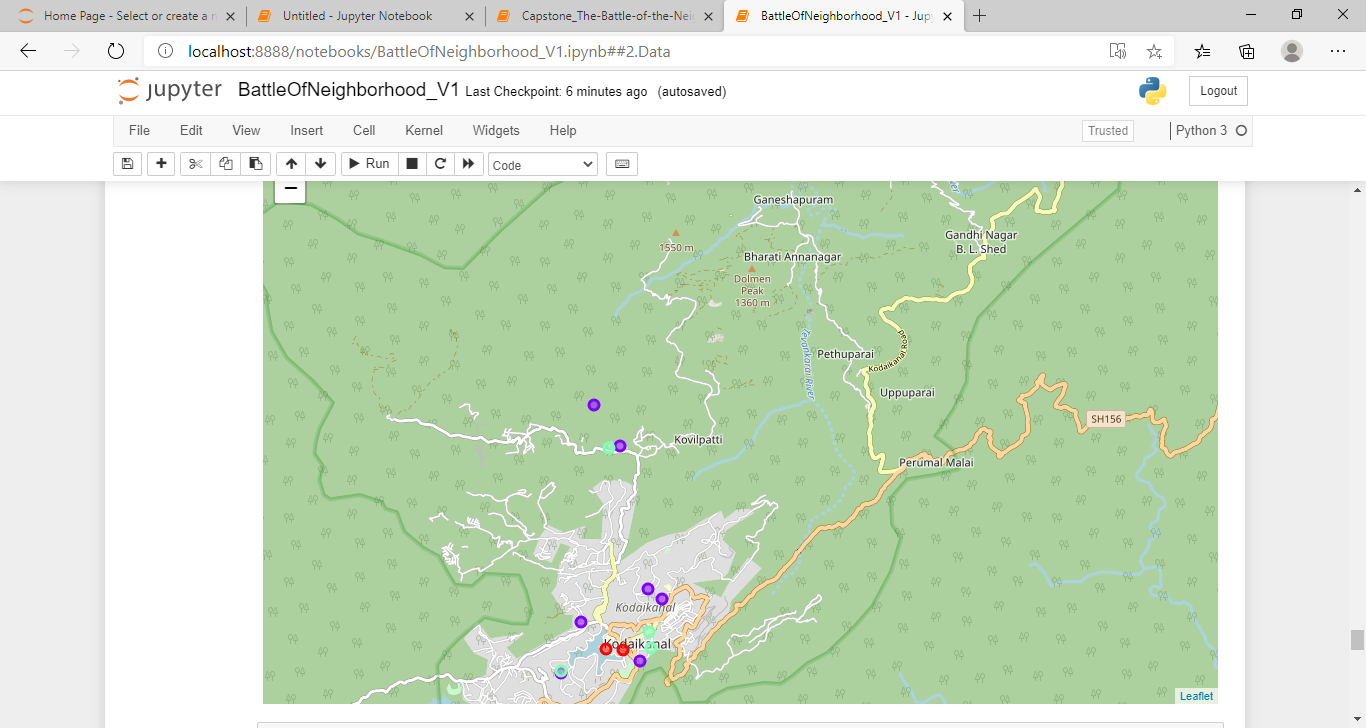 Home Page - Select or create a n
Untitled - Jupyter Notebook
Capstone_The-Battle-of-the-Nei
BattleOfNeighborhood_V1 - Jup
localhost:8888/notebooks/BattleOfNeighborhood_V1.ipynb##2.Data
jupyter BattleOfNeighborhood_V1 Last Checkpoint: 6 minutes ago (autosaved)
Logout
File Edit View Insert Cell Kernel Widgets Help
Trusted
Python 3
Run
Code
Ganeshapuram
Gandhi Nagar
B. L. Shed
1550 m
Bharati Annanagar
Dolmen
Peak
1360 m
Kodaikanal Road
Pethuparai
Uppuparai
SH156
Kovilpatti
Perumal Malai
Kodaikanal
Kodaikanal
Leaflet